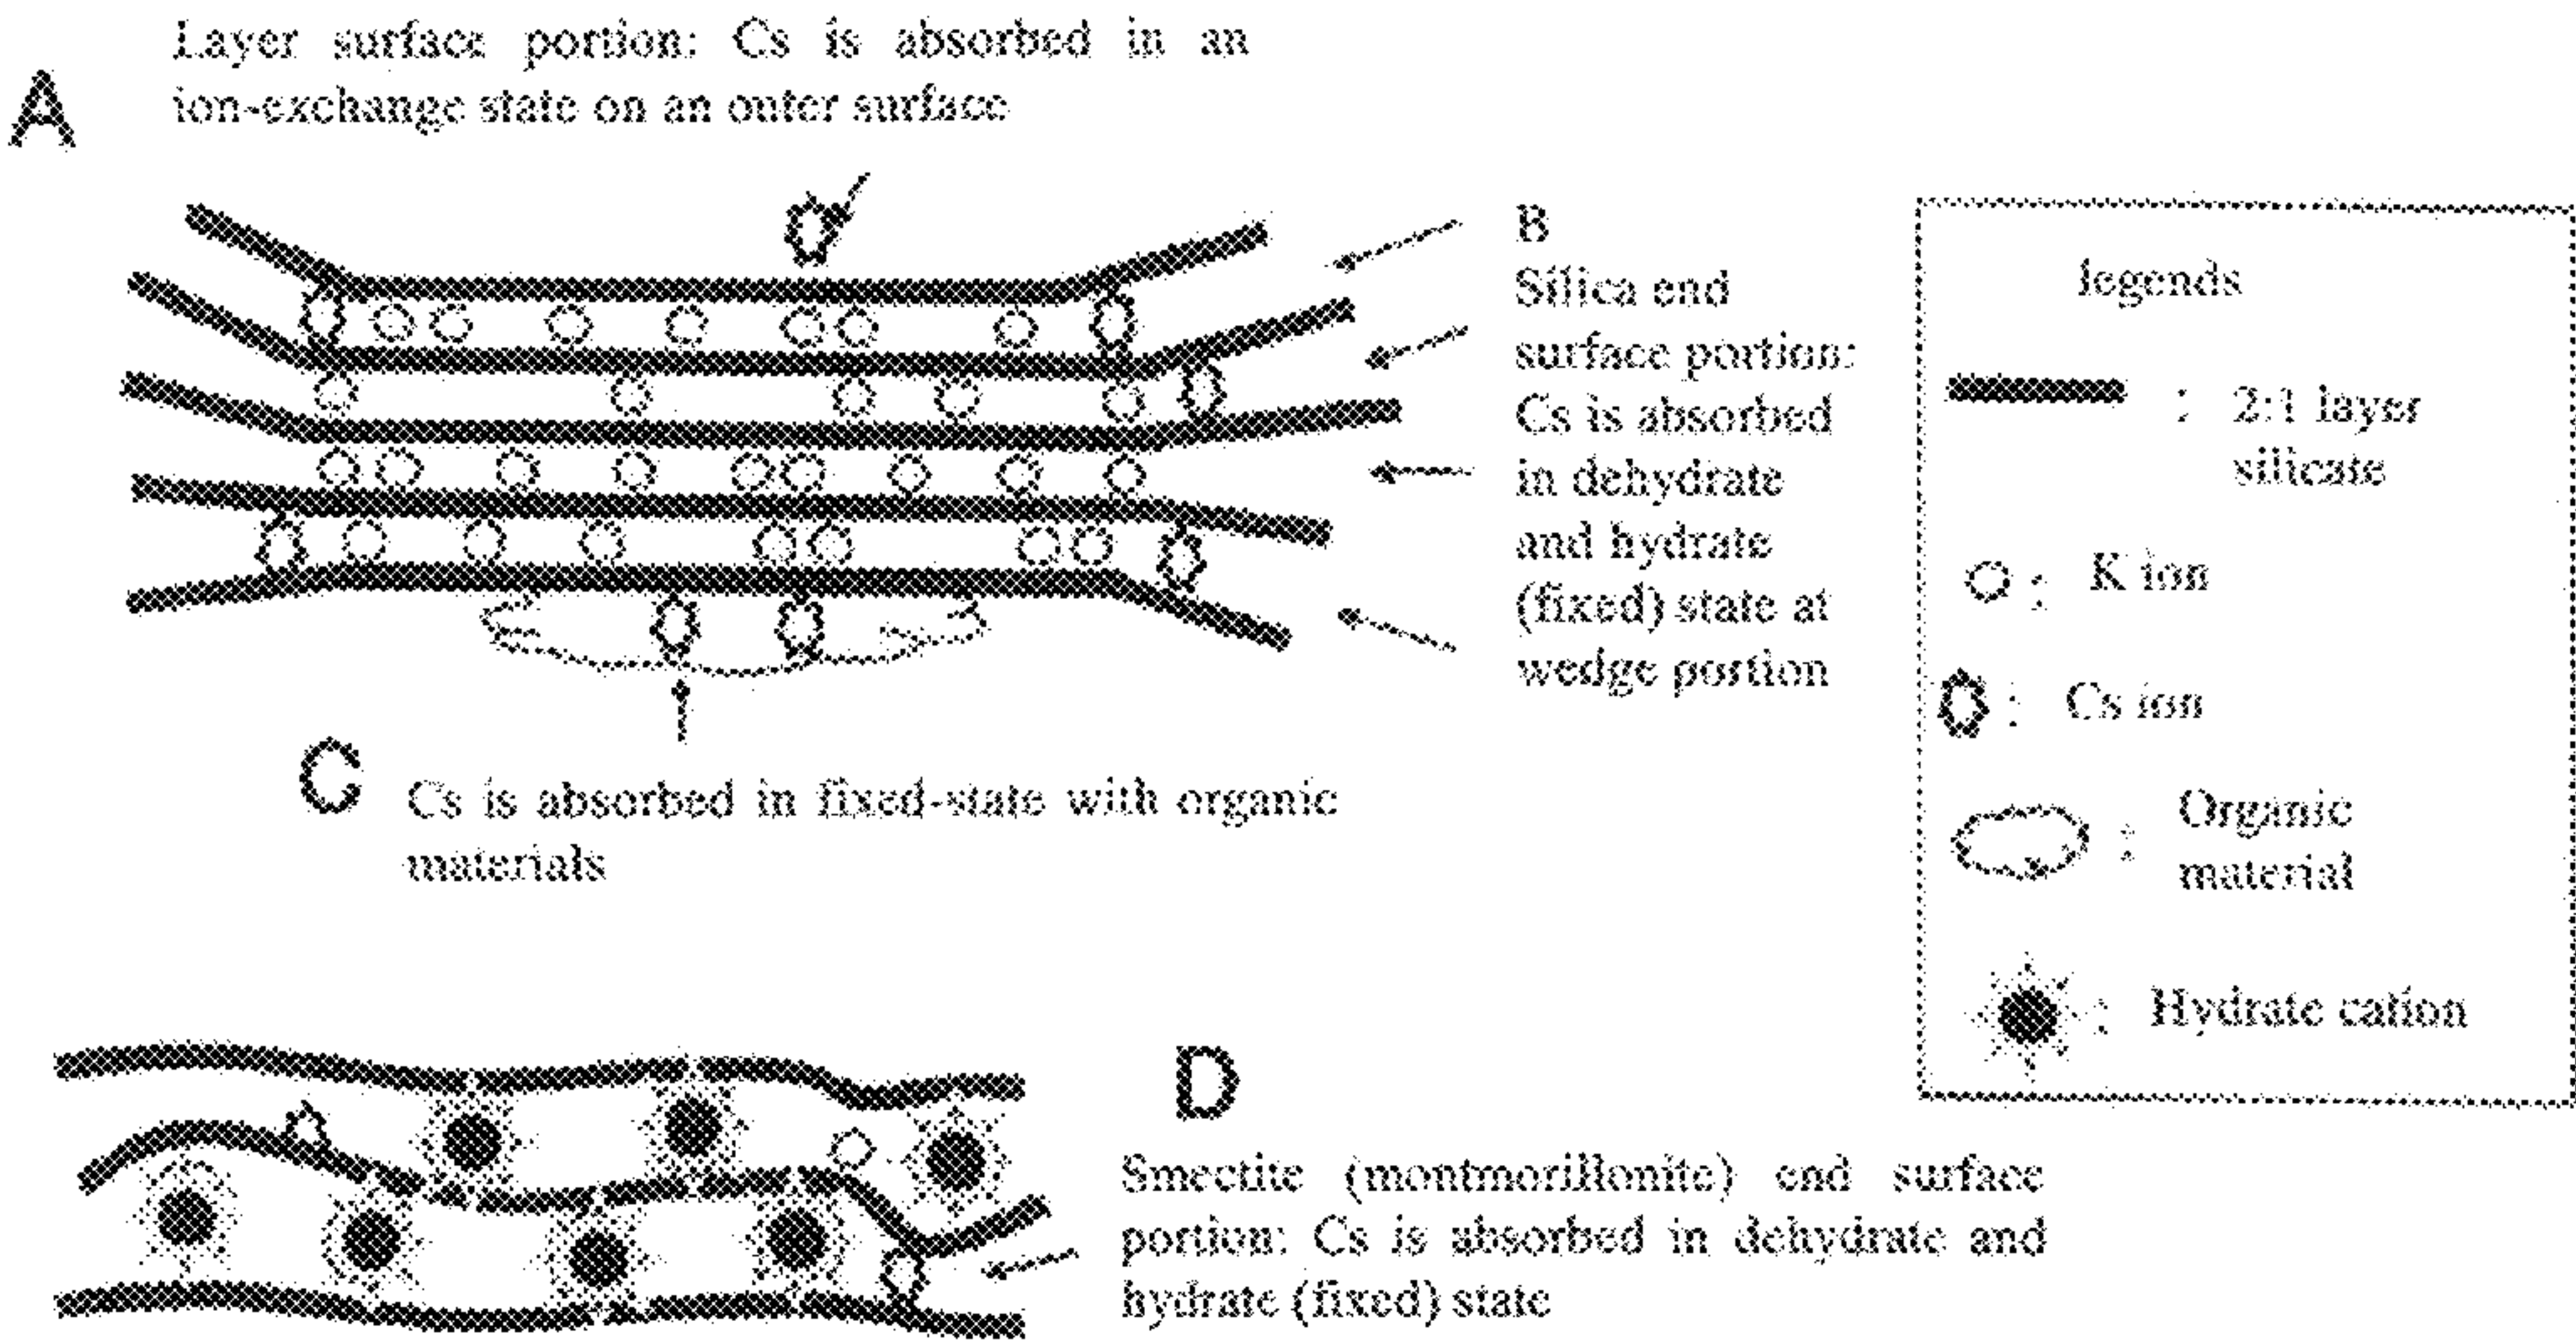 Layer surface portion: Cs is absorbed in an
A
ion-exchange state on an outer surface
B
Silica end
surface portion:
Cs is absorbed
in dehydrate
and hydrate
(fixed) state at
wedge portion
legends
: 2:1 layer
silicate
: K ion
: Cs ion
: Organic
material
: Hydrate cation
C
Cs is absorbed in fixed-state with organic
materials
D
Smectite (montmorillonite) end surface
portion: Cs is absorbed in dehydrate and
hydrate (fixed) state